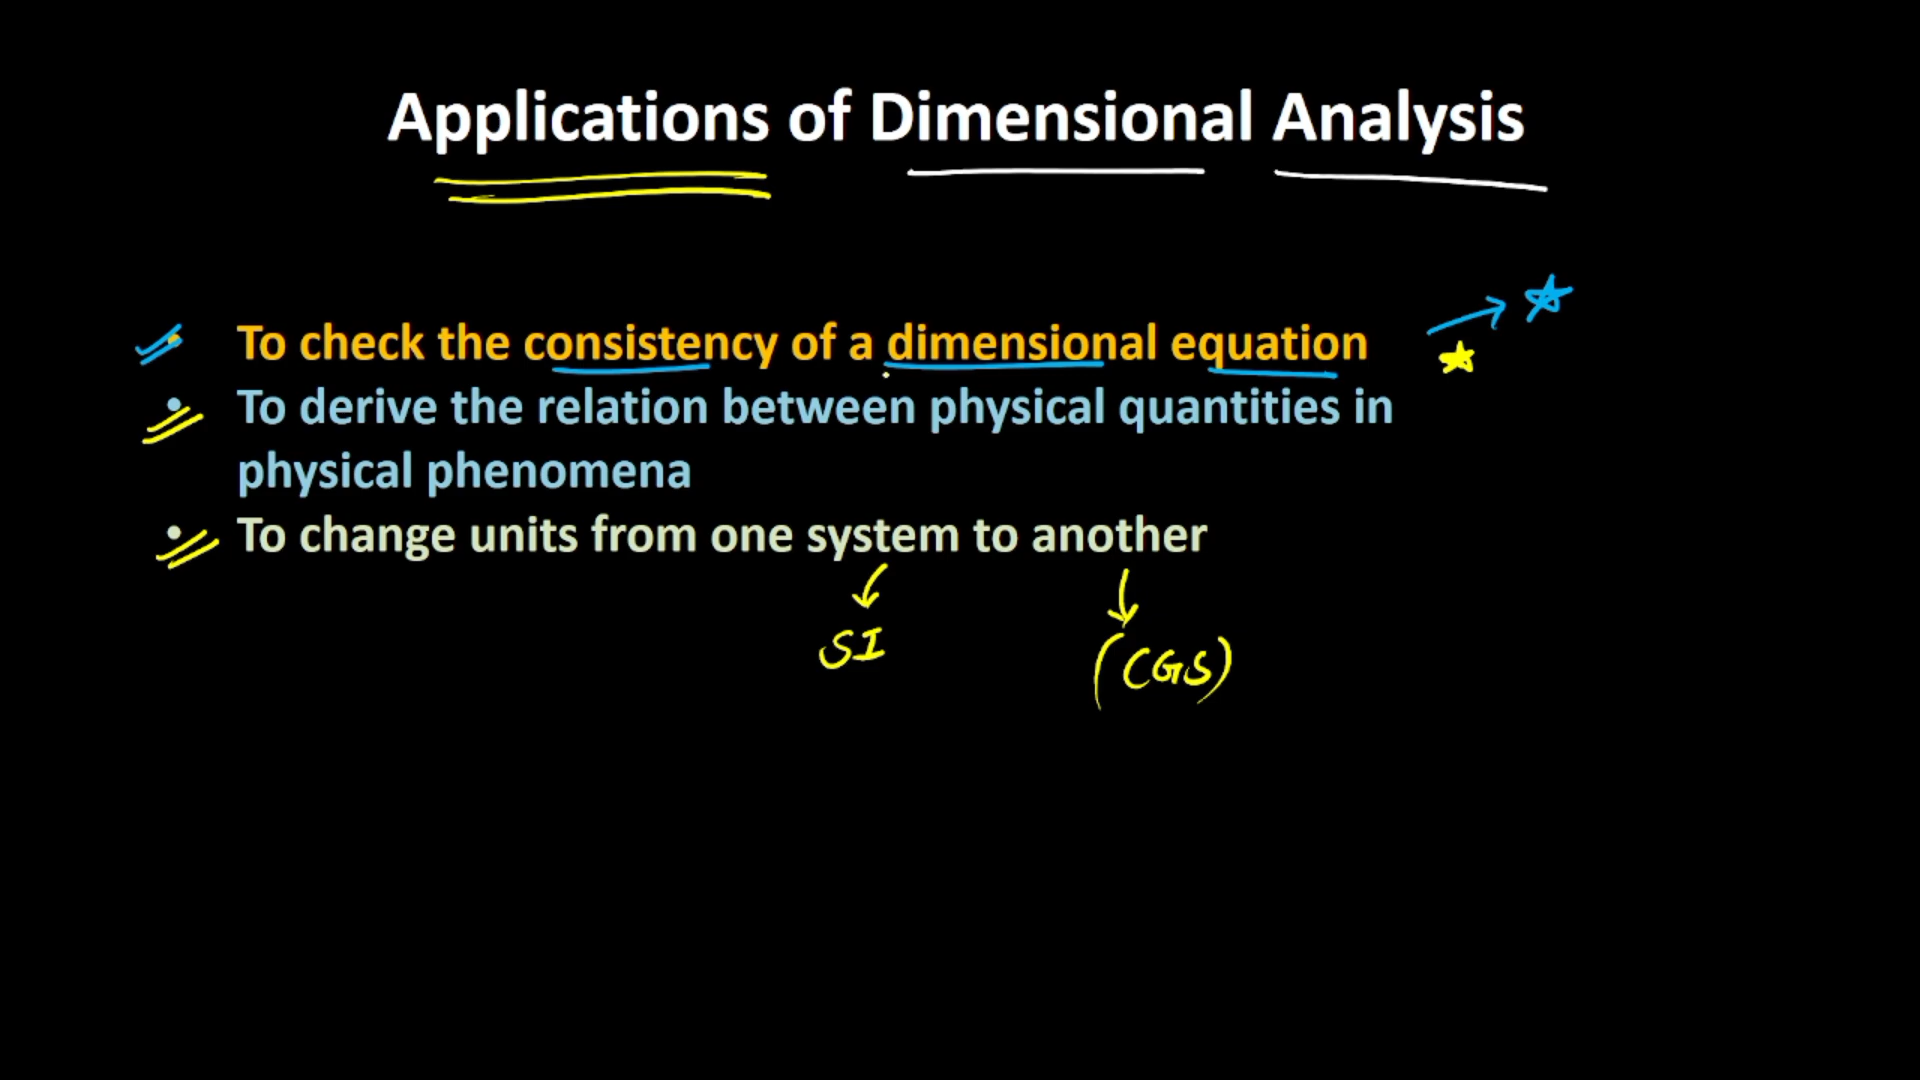 Applications of Dimensional Analysis
• To check the consistency of a dimensional equation
• To derive the relation between physical quantities in
physical phenomena
• To change units from one system to another
SI
(CGS)